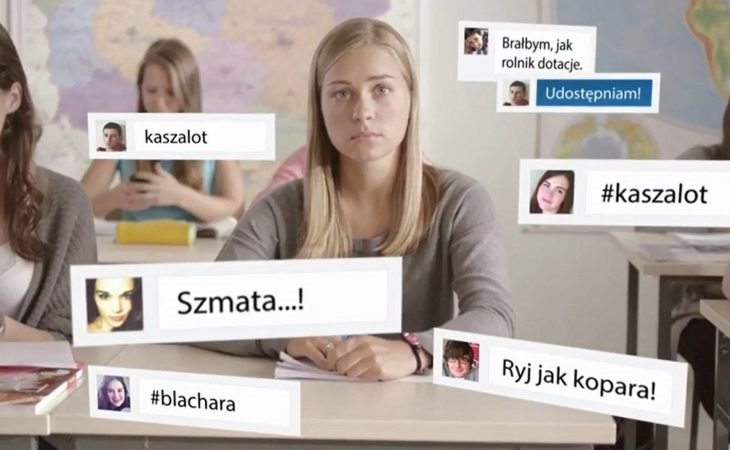 Brałbym, jak
rolnik dotacje.
Udostępniam!
kaszalot
#kaszalot
Szmata...!
Ryj jak kopara!
#blachara